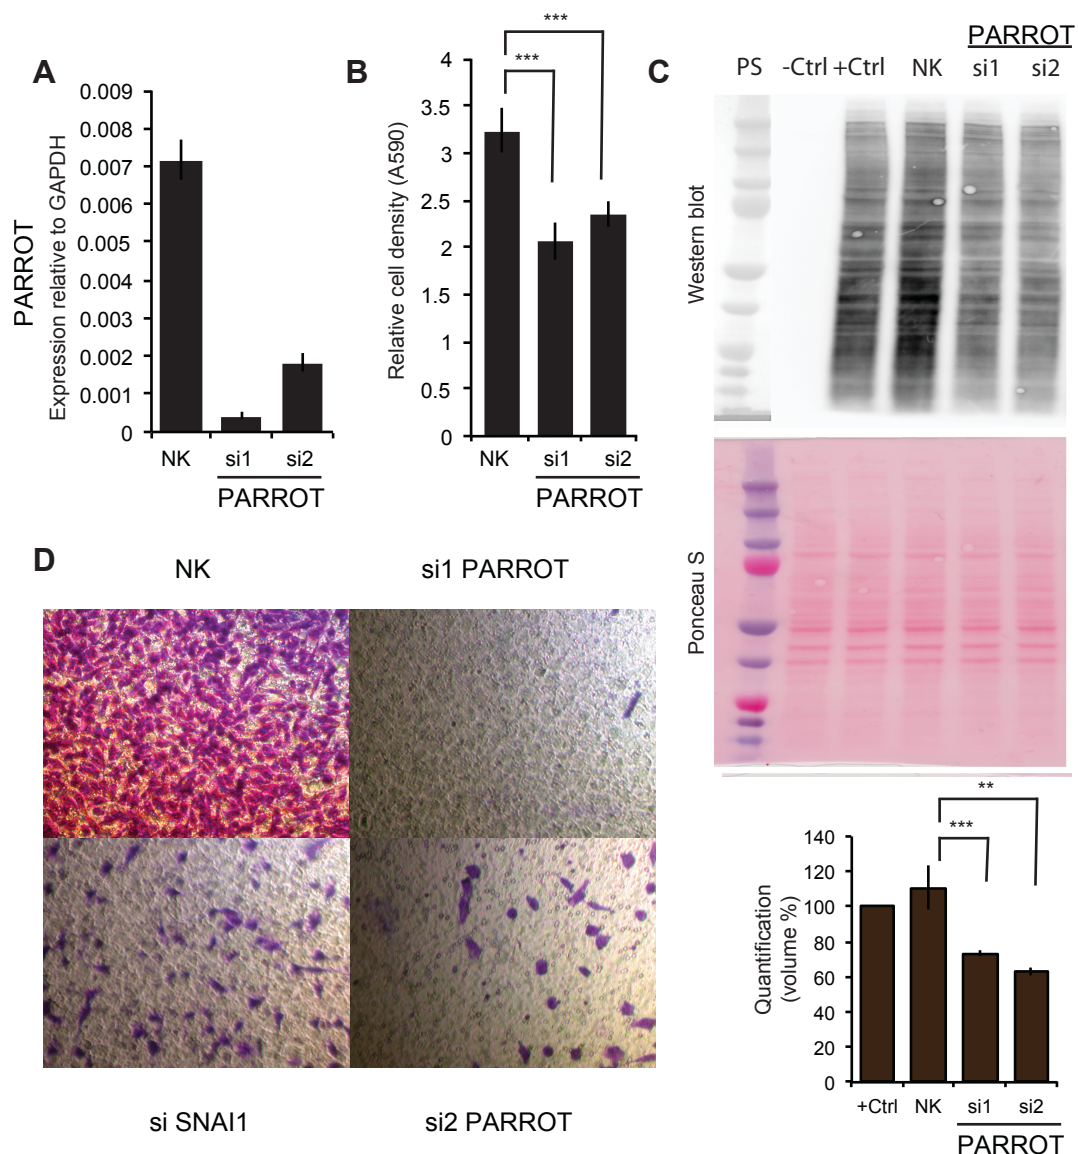 A
PARROT
Expression relative to GAPDH
0.009
0.008
0.007
0.006
0.005
0.004
0.003
0.002
0.001
0
NK
si1
si2
PARROT
B
***
***
Relative cell density (A590)
4
3.5
3
2.5
2
1.5
1
0.5
0
NK
si1
si2
PARROT
C
PARROT
PS -Ctrl +Ctrl NK si1 si2
Western blot
Ponceau S
**
***
Quantification
(volume %)
140
120
100
80
60
40
20
0
+Ctrl
NK
si1
si2
PARROT
D
NK
si1 PARROT
si SNAI1
si2 PARROT